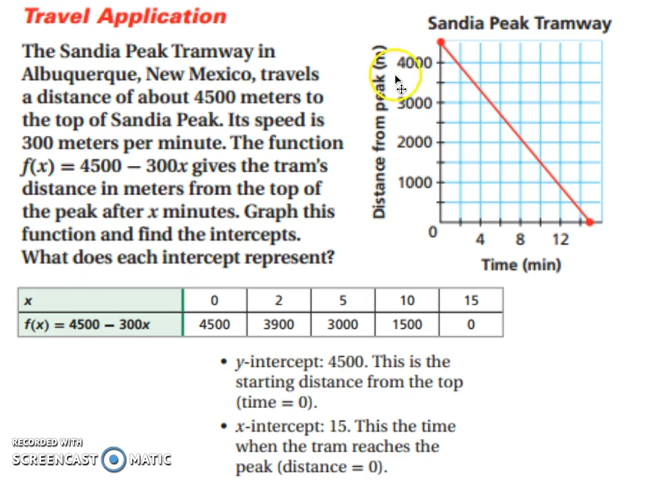 Travel Application
The Sandia Peak Tramway in
Albuquerque, New Mexico, travels
a distance of about 4500 meters to
the top of Sandia Peak. Its speed is
300 meters per minute. The function
f(x) = 4500 − 300x gives the tram's
distance in meters from the top of
the peak after x minutes. Graph this
function and find the intercepts.
What does each intercept represent?
Sandia Peak Tramway
Distance from peak (m)
4000
3000
2000
1000
0
4 8 12
Time (min)
x 0 2 5 10 15
f(x) = 4500 − 300x 4500 3900 3000 1500 0
• y-intercept: 4500. This is the
starting distance from the top
(time = 0).
• x-intercept: 15. This the time
when the tram reaches the
peak (distance = 0).
RECORDED WITH
SCREENCAST MATIC